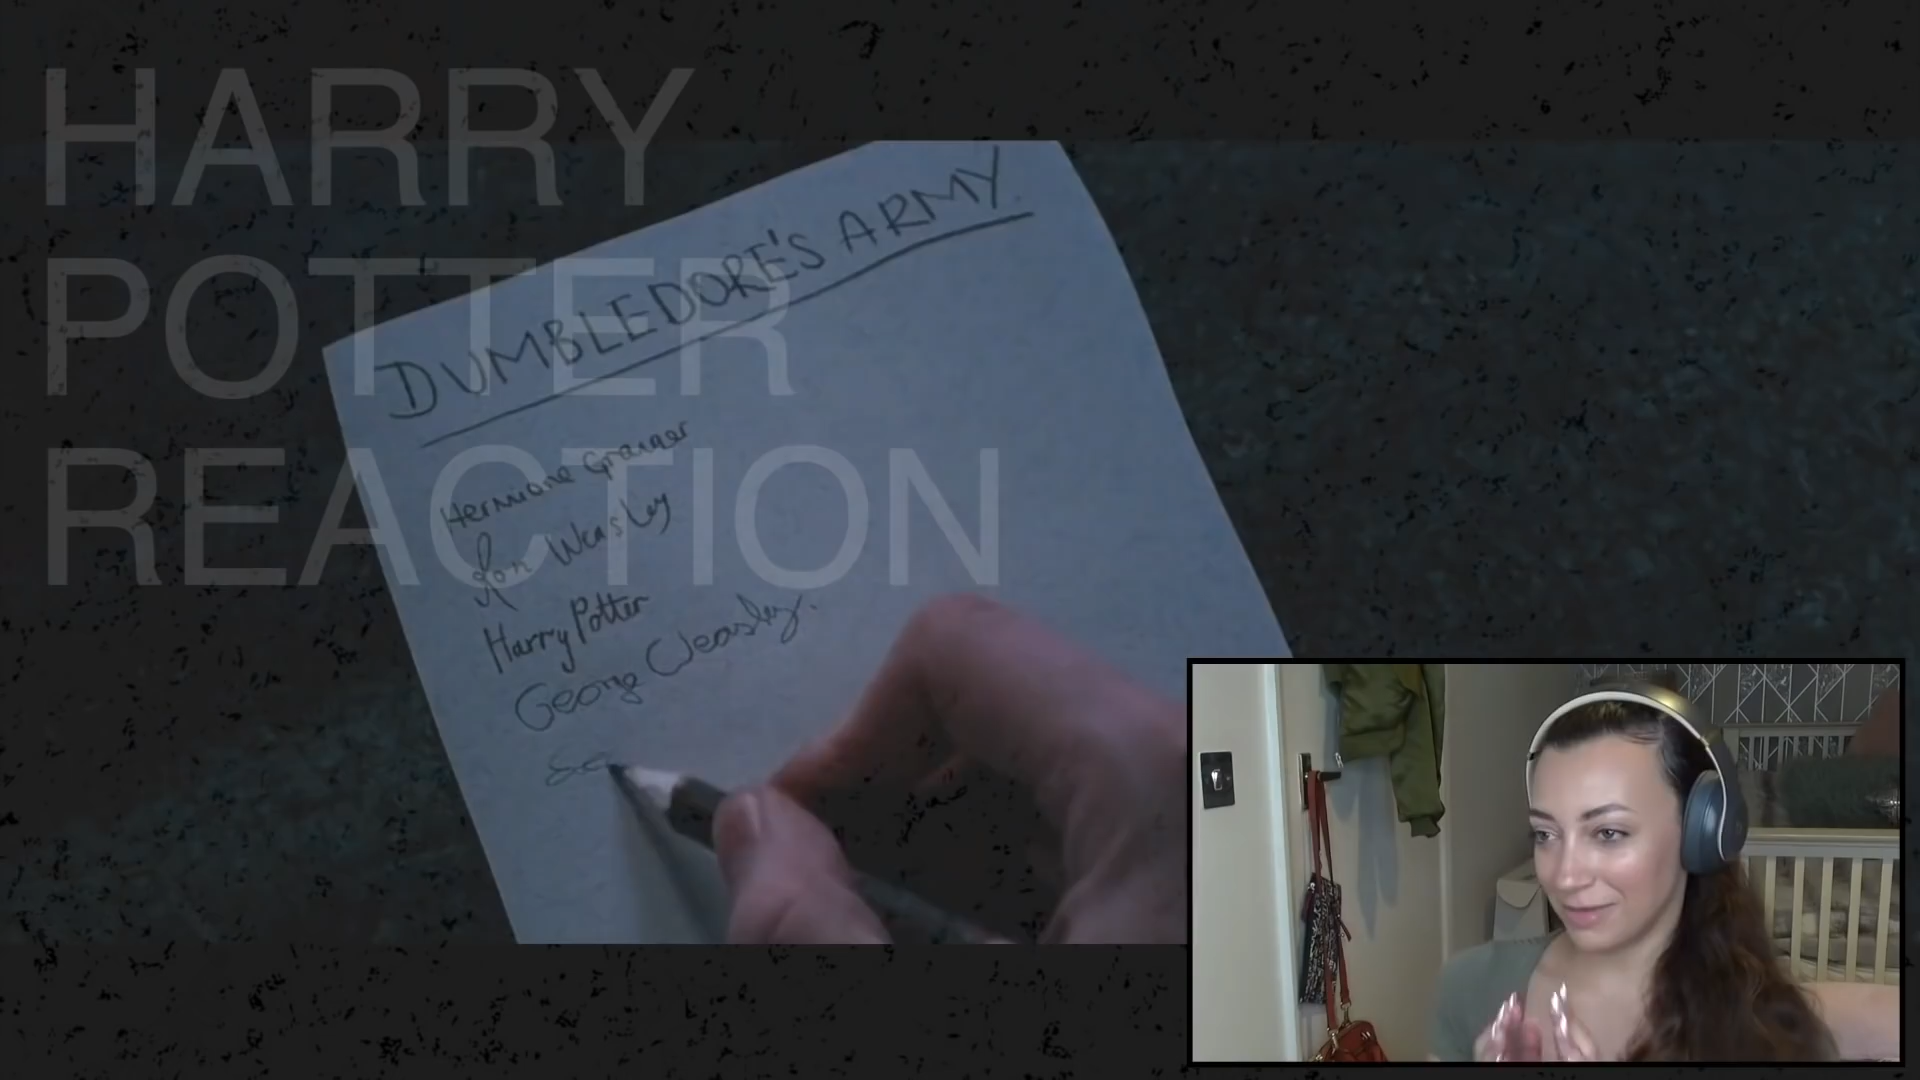 HARRY
POTTER
REACTION
DUMBLEDORE'S ARMY
Hermione Granger
Ron Weasley
Harry Potter
George Weasley.